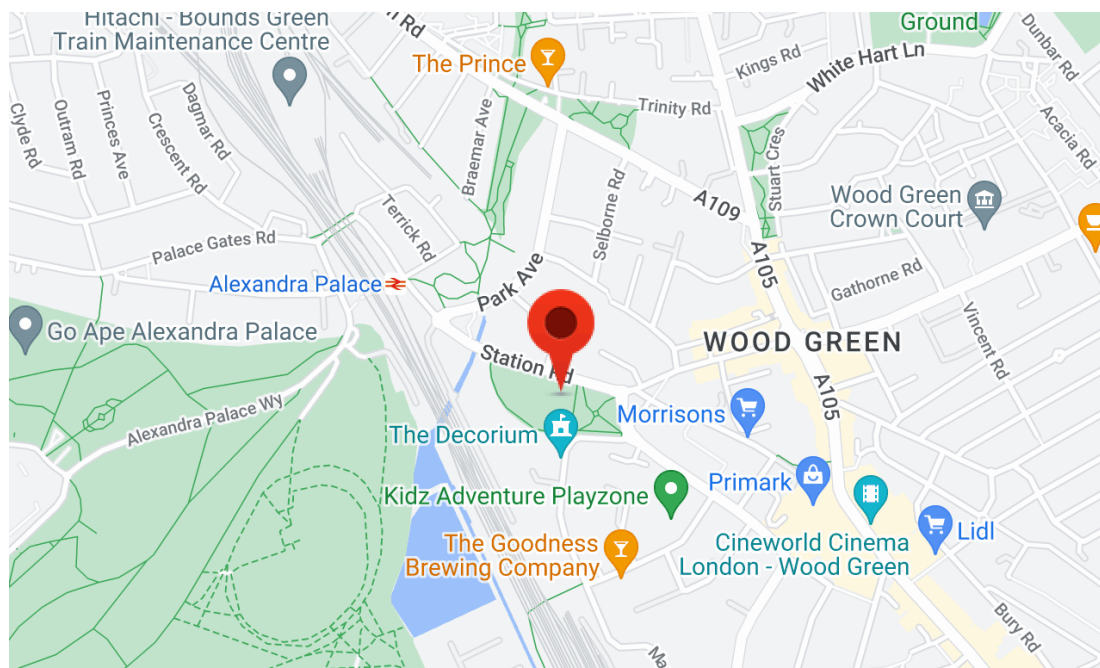 Hitachi - Bounds Green
Train Maintenance Centre
Rd
Ground
Dunbar Rd
The Prince
Kings Rd
White Hart Ln
Trinity Rd
Clyde Rd
Outram Rd
Princes Ave
Dagmar Rd
Crescent Rd
Braemar Ave
Acacia Rd
Stuart Cres
Selborne Rd
A109
Wood Green
Crown Court
Terrick Rd
Palace Gates Rd
A105
Gathorne Rd
Alexandra Palace
Park Ave
Vincent Rd
Go Ape Alexandra Palace
WOOD GREEN
Station Rd
Alexandra Palace Wy
A105
Morrisons
The Decorium
Primark
Kidz Adventure Playzone
The Goodness
Brewing Company
Cineworld Cinema
London - Wood Green
Lidl
Bury Rd